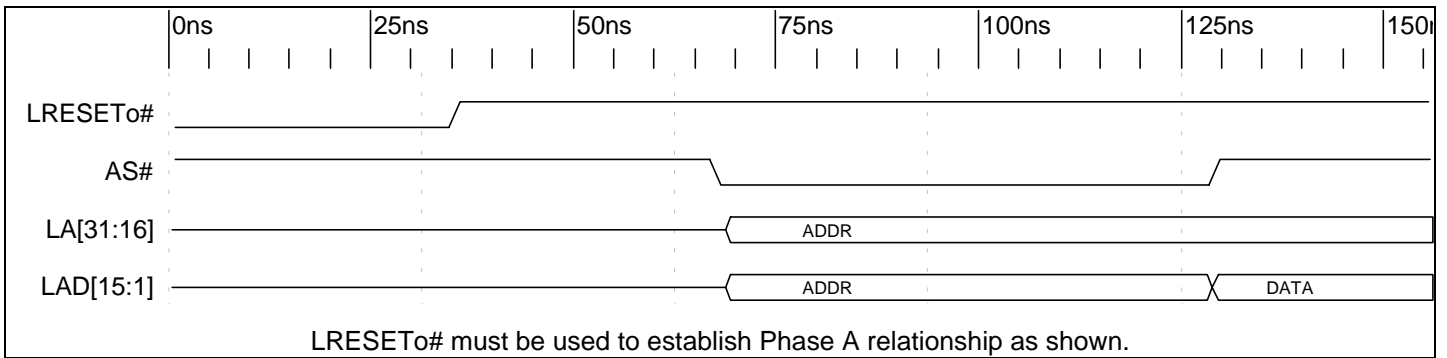 0ns 25ns 50ns 75ns 100ns 125ns
LRESETo#
AS#
LA[31:16] ADDR
LAD[15:1] ADDR DATA
LRESETo# must be used to establish Phase A relationship as shown.